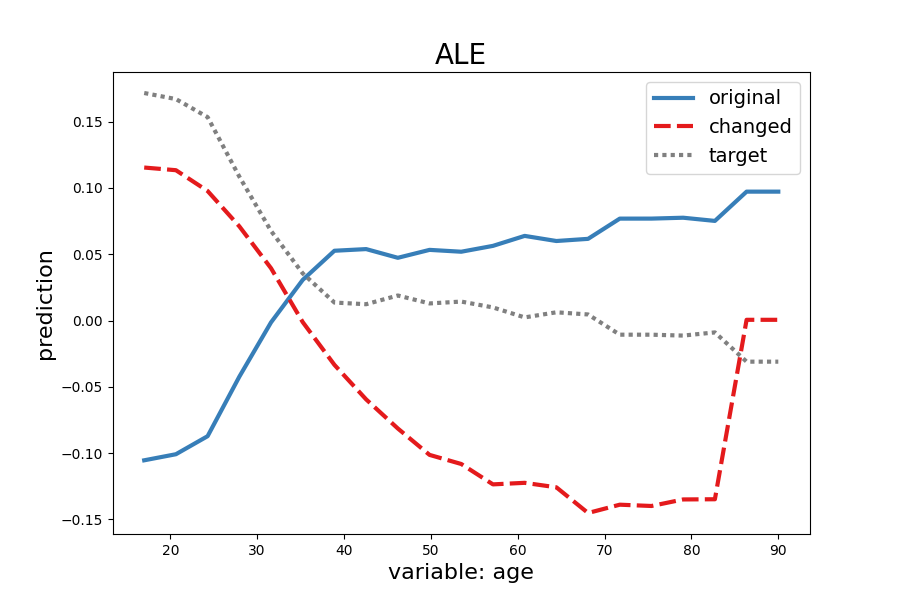 ALE
original
changed
target
prediction
0.15
0.10
0.05
0.00
−0.05
−0.10
−0.15
20 30 40 50 60 70 80 90
variable: age